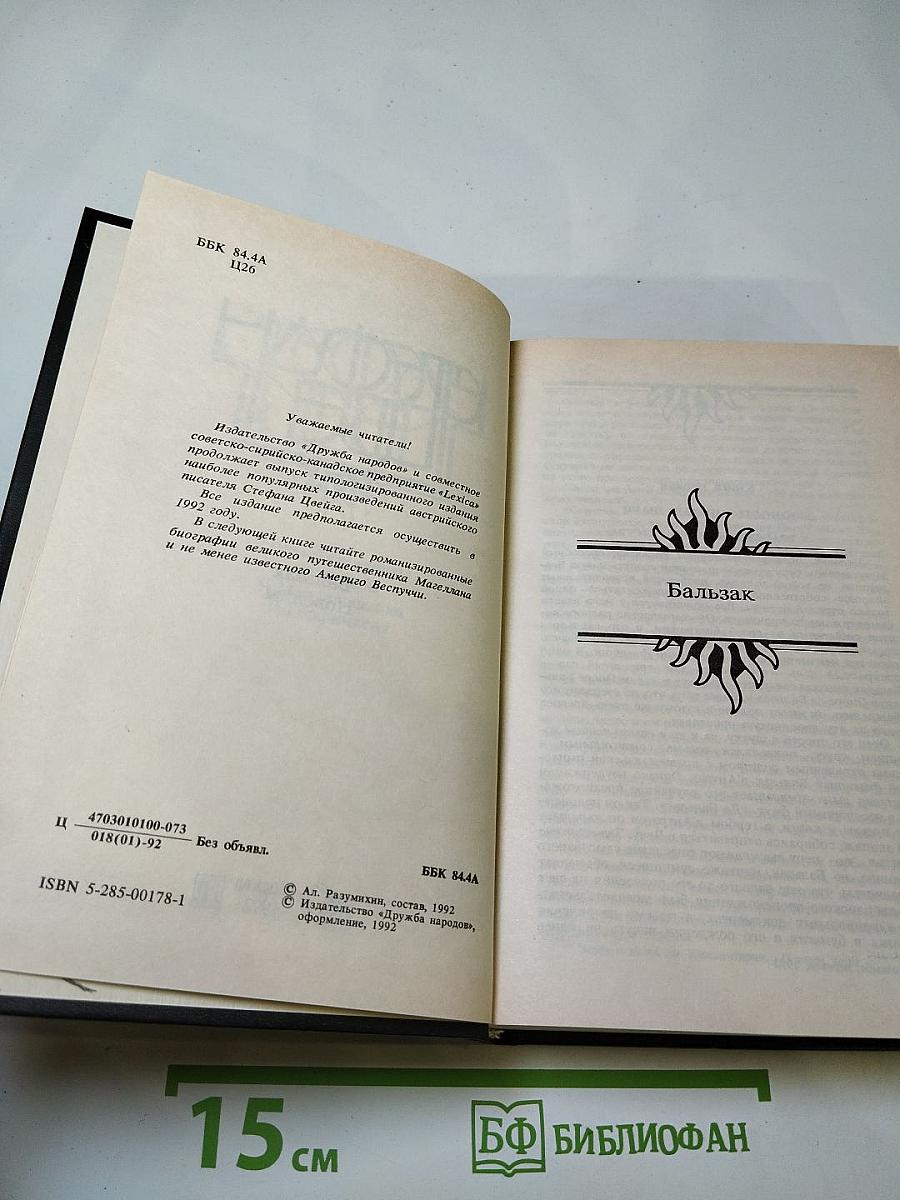 ББК 84.4А
Ц26
Уважаемые читатели!
Издательство «Дружба народов» и совместное
советско-сирийско-канадское предприятие «Lexica»
продолжает выпуск типологизированного издания
наиболее популярных произведений австрийского
писателя Стефана Цвейга.
Все издание предполагается осуществить в
1992 году.
В следующей книге читайте романизированные
биографии великого путешественника Магеллана
и не менее известного Америго Веспуччи.
Ц 4703010100-073
018(01)-92
Без объявл.
ББК 84.4А
ISBN 5-285-00178-1
© Ал. Разумихин, состав, 1992
© Издательство «Дружба народов»,
оформление, 1992
Бальзак
15 см
БФ БИБЛИОФАН